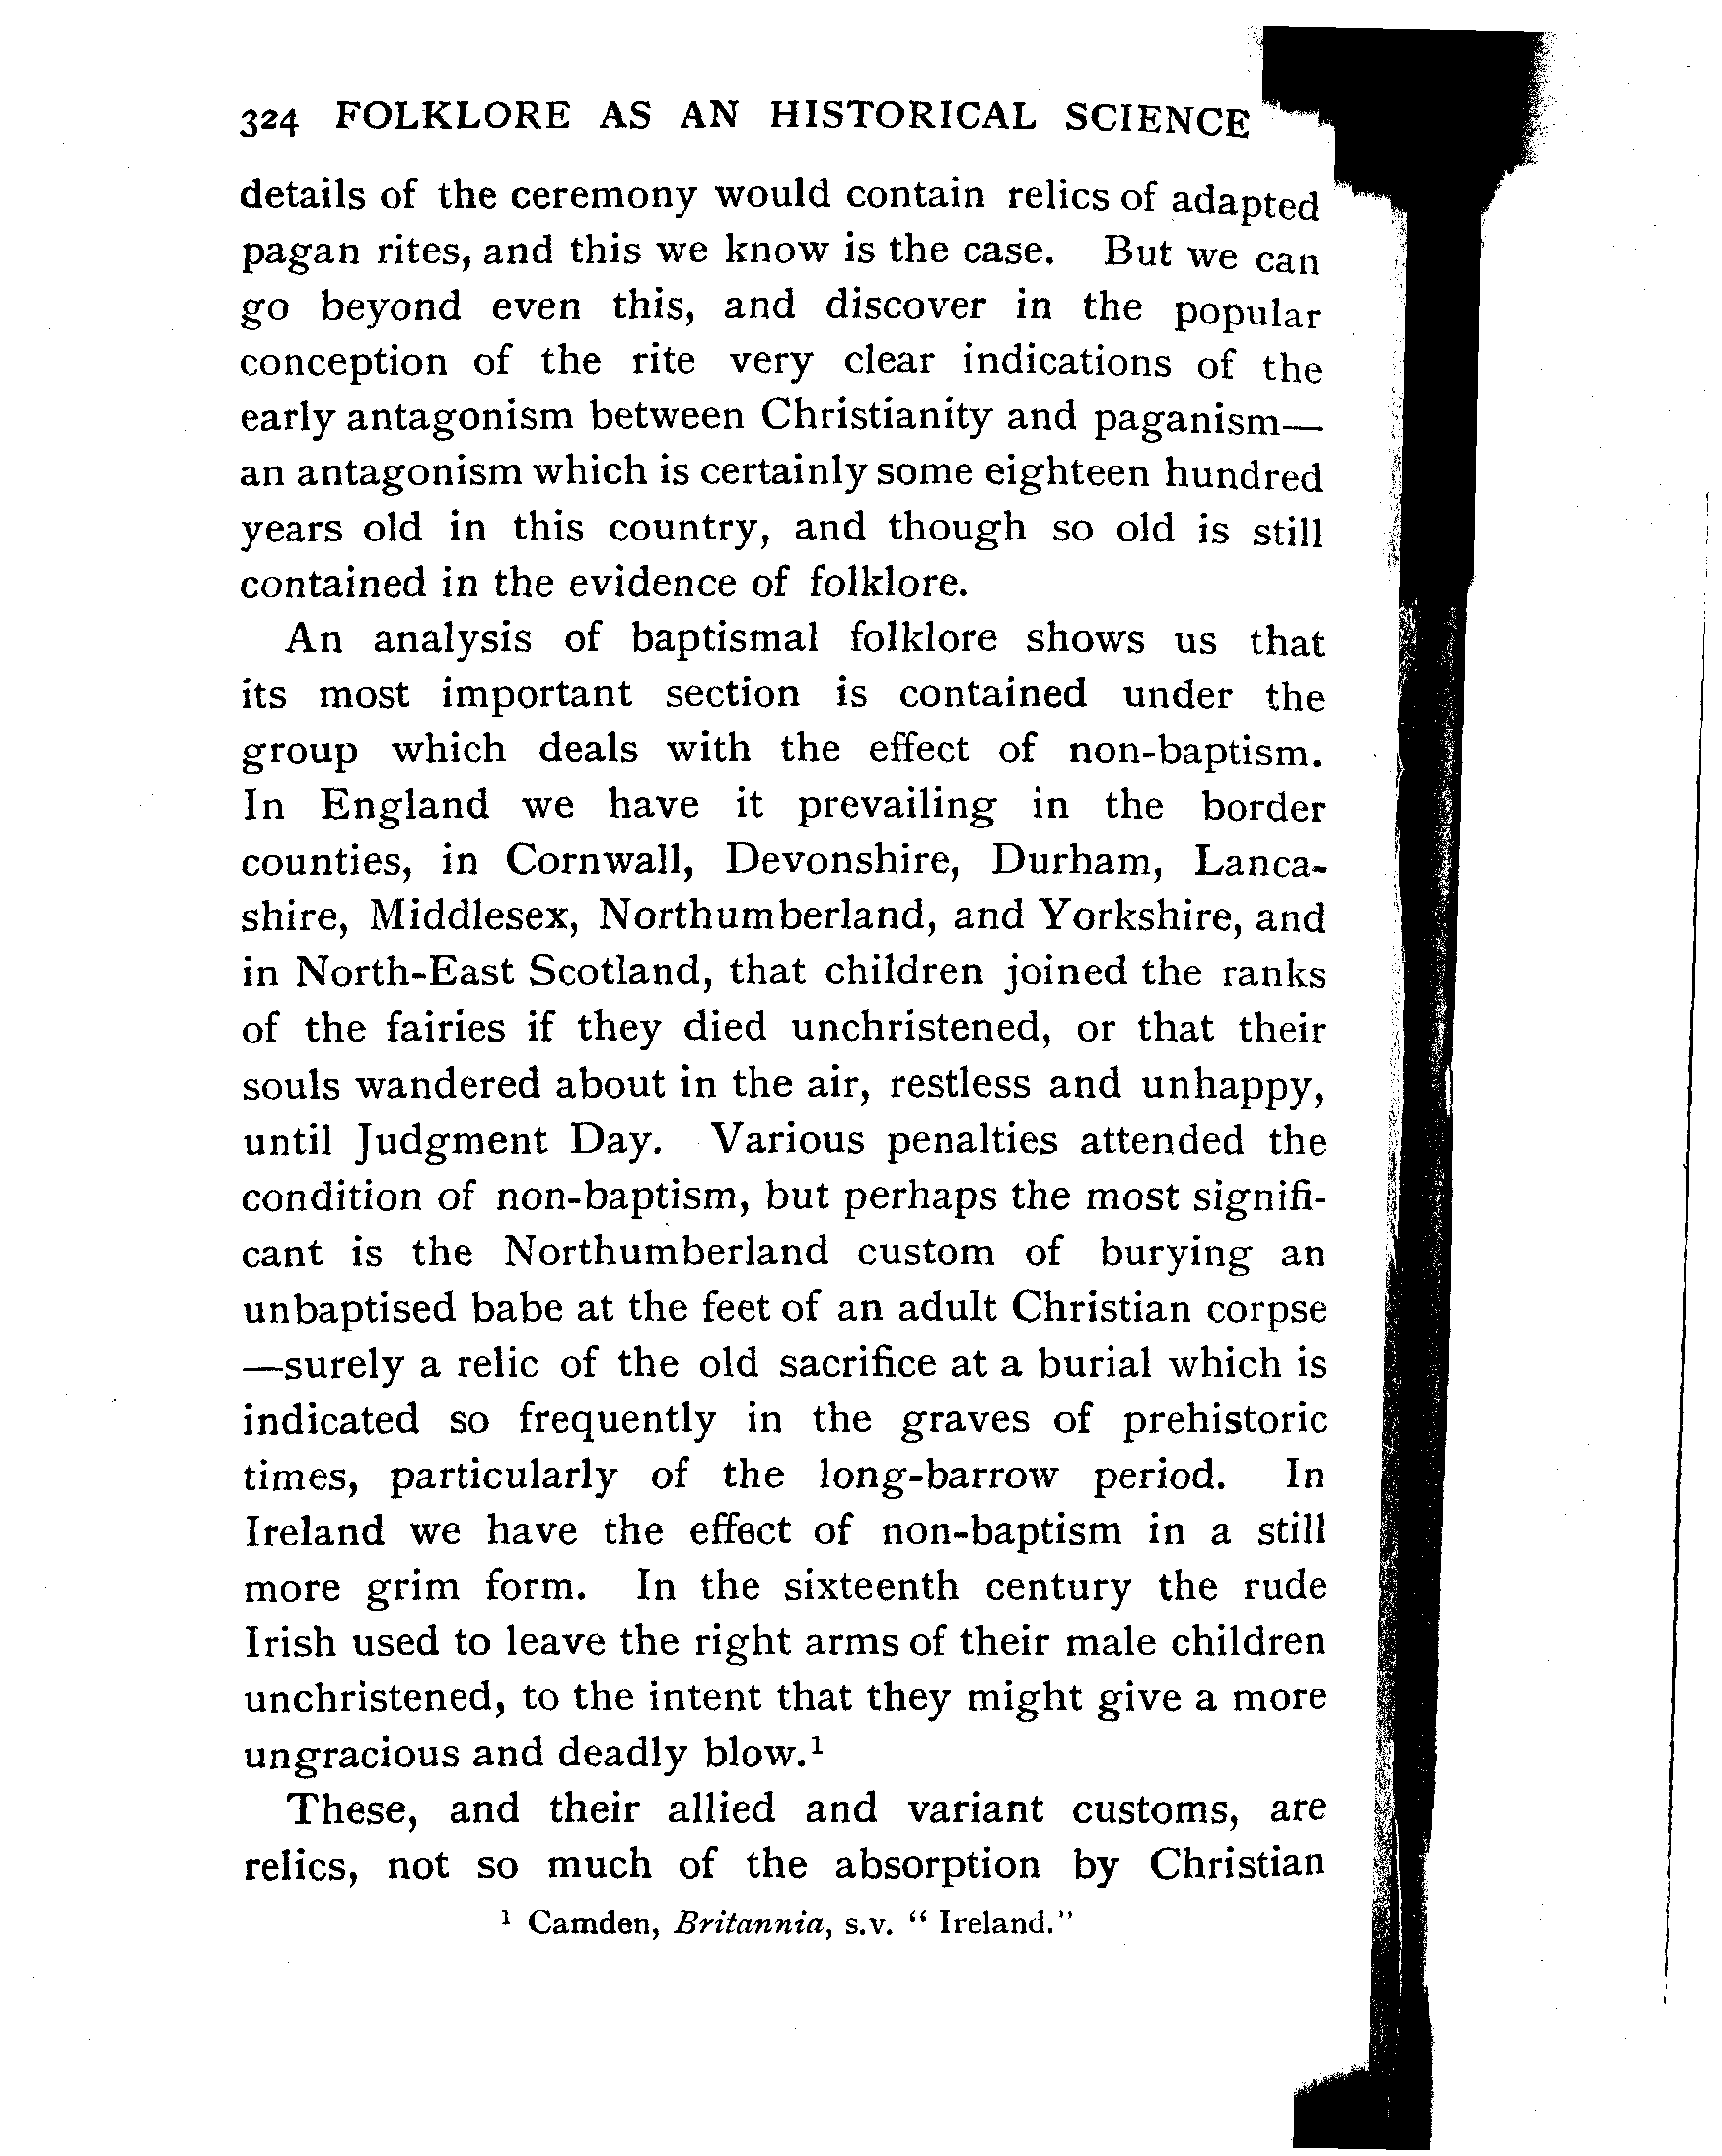 324 FOLKLORE AS AN HISTORICAL SCIENCE
details of the ceremony would contain relics of adapted
pagan rites, and this we know is the case. But we can
go beyond even this, and discover in the popular
conception of the rite very clear indications of the
early antagonism between Christianity and paganism—
an antagonism which is certainly some eighteen hundred
years old in this country, and though so old is still
contained in the evidence of folklore.
An analysis of baptismal folklore shows us that
its most important section is contained under the
group which deals with the effect of non-baptism.
In England we have it prevailing in the border
counties, in Cornwall, Devonshire, Durham, Lanca-
shire, Middlesex, Northumberland, and Yorkshire, and
in North-East Scotland, that children joined the ranks
of the fairies if they died unchristened, or that their
souls wandered about in the air, restless and unhappy,
until Judgment Day. Various penalties attended the
condition of non-baptism, but perhaps the most signifi-
cant is the Northumberland custom of burying an
unbaptised babe at the feet of an adult Christian corpse
—surely a relic of the old sacrifice at a burial which is
indicated so frequently in the graves of prehistoric
times, particularly of the long-barrow period. In
Ireland we have the effect of non-baptism in a still
more grim form. In the sixteenth century the rude
Irish used to leave the right arms of their male children
unchristened, to the intent that they might give a more
ungracious and deadly blow.¹
These, and their allied and variant customs, are
relics, not so much of the absorption by Christian
¹ Camden, Britannia, s.v. "Ireland."